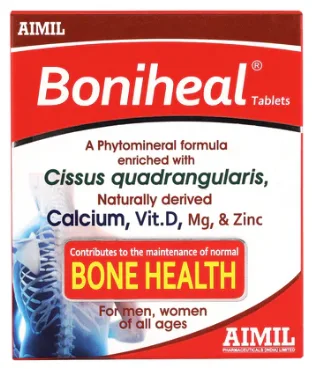 AIMIL
Boniheal®
Tablets
A Phytomineral formula
enriched with
Cissus quadrangularis,
Naturally derived
Calcium, Vit.D, Mg, & Zinc
Contributes to the maintenance of normal
BONE HEALTH
For men, women
of all ages
AIMIL
PHARMACEUTICALS (INDIA) LIMITED